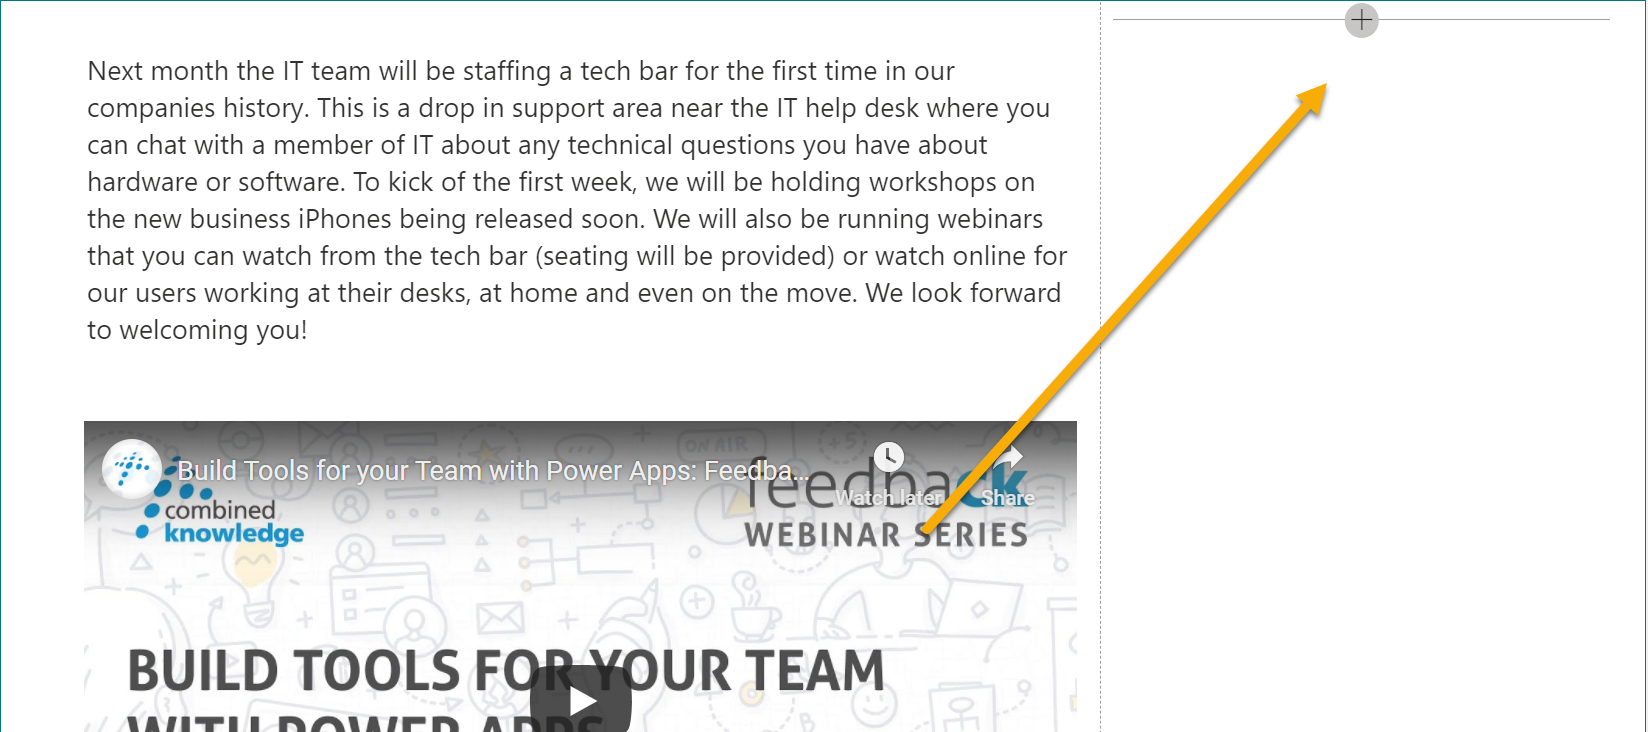 Next month the IT team will be staffing a tech bar for the first time in our
companies history. This is a drop in support area near the IT help desk where you
can chat with a member of IT about any technical questions you have about
hardware or software. To kick of the first week, we will be holding workshops on
the new business iPhones being released soon. We will also be running webinars
that you can watch from the tech bar (seating will be provided) or watch online for
our users working at their desks, at home and even on the move. We look forward
to welcoming you!
ON AIR
+5
Build Tools for your Team with Power Apps: Feedba...
feedback
Watch later
Share
combined
knowledge
WEBINAR SERIES
BUILD TOOLS FOR YOUR TEAM
WITH POWER APPS